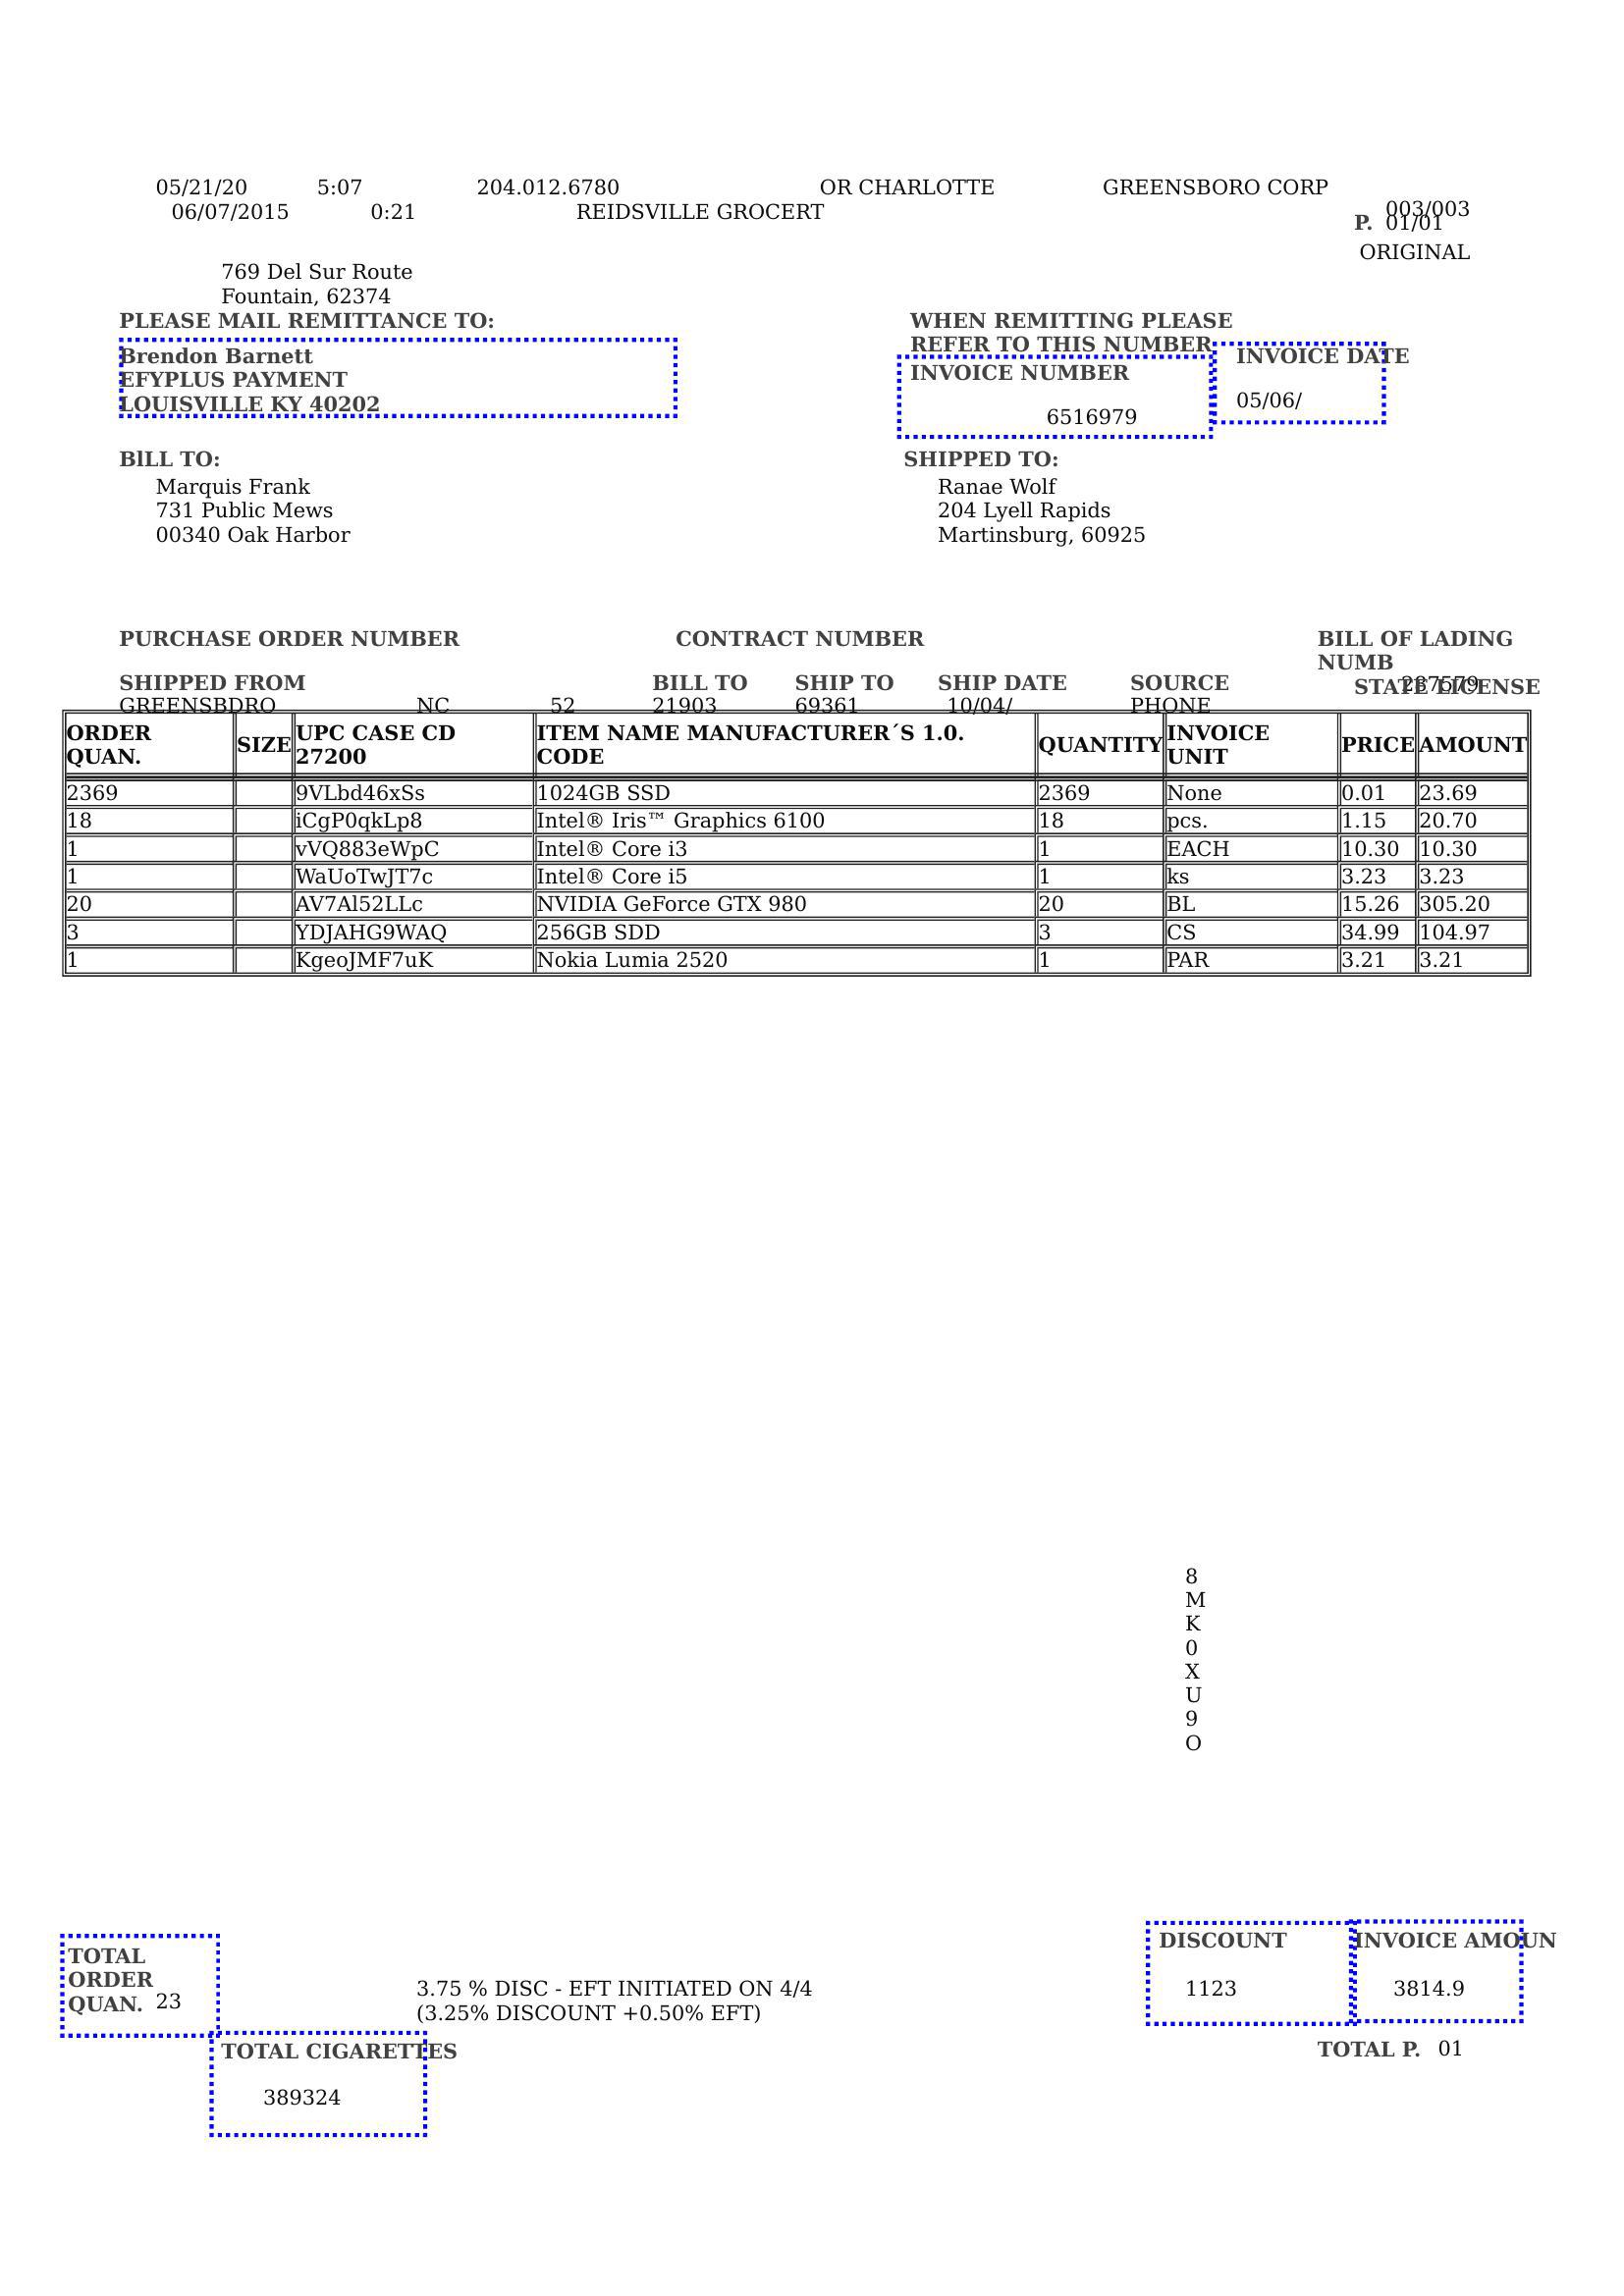 05/21/20 5:07 204.012.6780 OR CHARLOTTE GREENSBORO CORP
06/07/2015 0:21 REIDSVILLE GROCERT 003/003
P. 01/01
ORIGINAL
769 Del Sur Route
Fountain, 62374
PLEASE MAIL REMITTANCE TO:
Brendon Barnett
EFYPLUS PAYMENT
LOUISVILLE KY 40202
WHEN REMITTING PLEASE
REFER TO THIS NUMBER
INVOICE NUMBER
6516979
INVOICE DATE
05/06/
BlLL TO:
Marquis Frank
731 Public Mews
00340 Oak Harbor
SHIPPED TO:
Ranae Wolf
204 Lyell Rapids
Martinsburg, 60925
PURCHASE ORDER NUMBER CONTRACT NUMBER BILL OF LADING
NUMB
287579
SHIPPED FROM BILL TO SHIP TO SHIP DATE SOURCE STATE LICENSE
GREENSBDRO NC 52 21903 69361 10/04/ PHONE
ORDER QUAN. SIZE UPC CASE CD 27200 ITEM NAME MANUFACTURER´S 1.0. CODE QUANTITY INVOICE UNIT PRICE AMOUNT
2369 9VLbd46xSs 1024GB SSD 2369 None 0.01 23.69
18 iCgP0qkLp8 Intel® Iris™ Graphics 6100 18 pcs. 1.15 20.70
1 vVQ883eWpC Intel® Core i3 1 EACH 10.30 10.30
1 WaUoTwJT7c Intel® Core i5 1 ks 3.23 3.23
20 AV7Al52LLc NVIDIA GeForce GTX 980 20 BL 15.26 305.20
3 YDJAHG9WAQ 256GB SDD 3 CS 34.99 104.97
1 KgeoJMF7uK Nokia Lumia 2520 1 PAR 3.21 3.21
8
M
K
0
X
U
9
O
TOTAL
ORDER
QUAN. 23
3.75 % DISC - EFT INITIATED ON 4/4
(3.25% DISCOUNT +0.50% EFT)
DISCOUNT
1123
INVOICE AMOUN
3814.9
TOTAL CIGARETTES
389324
TOTAL P. 01